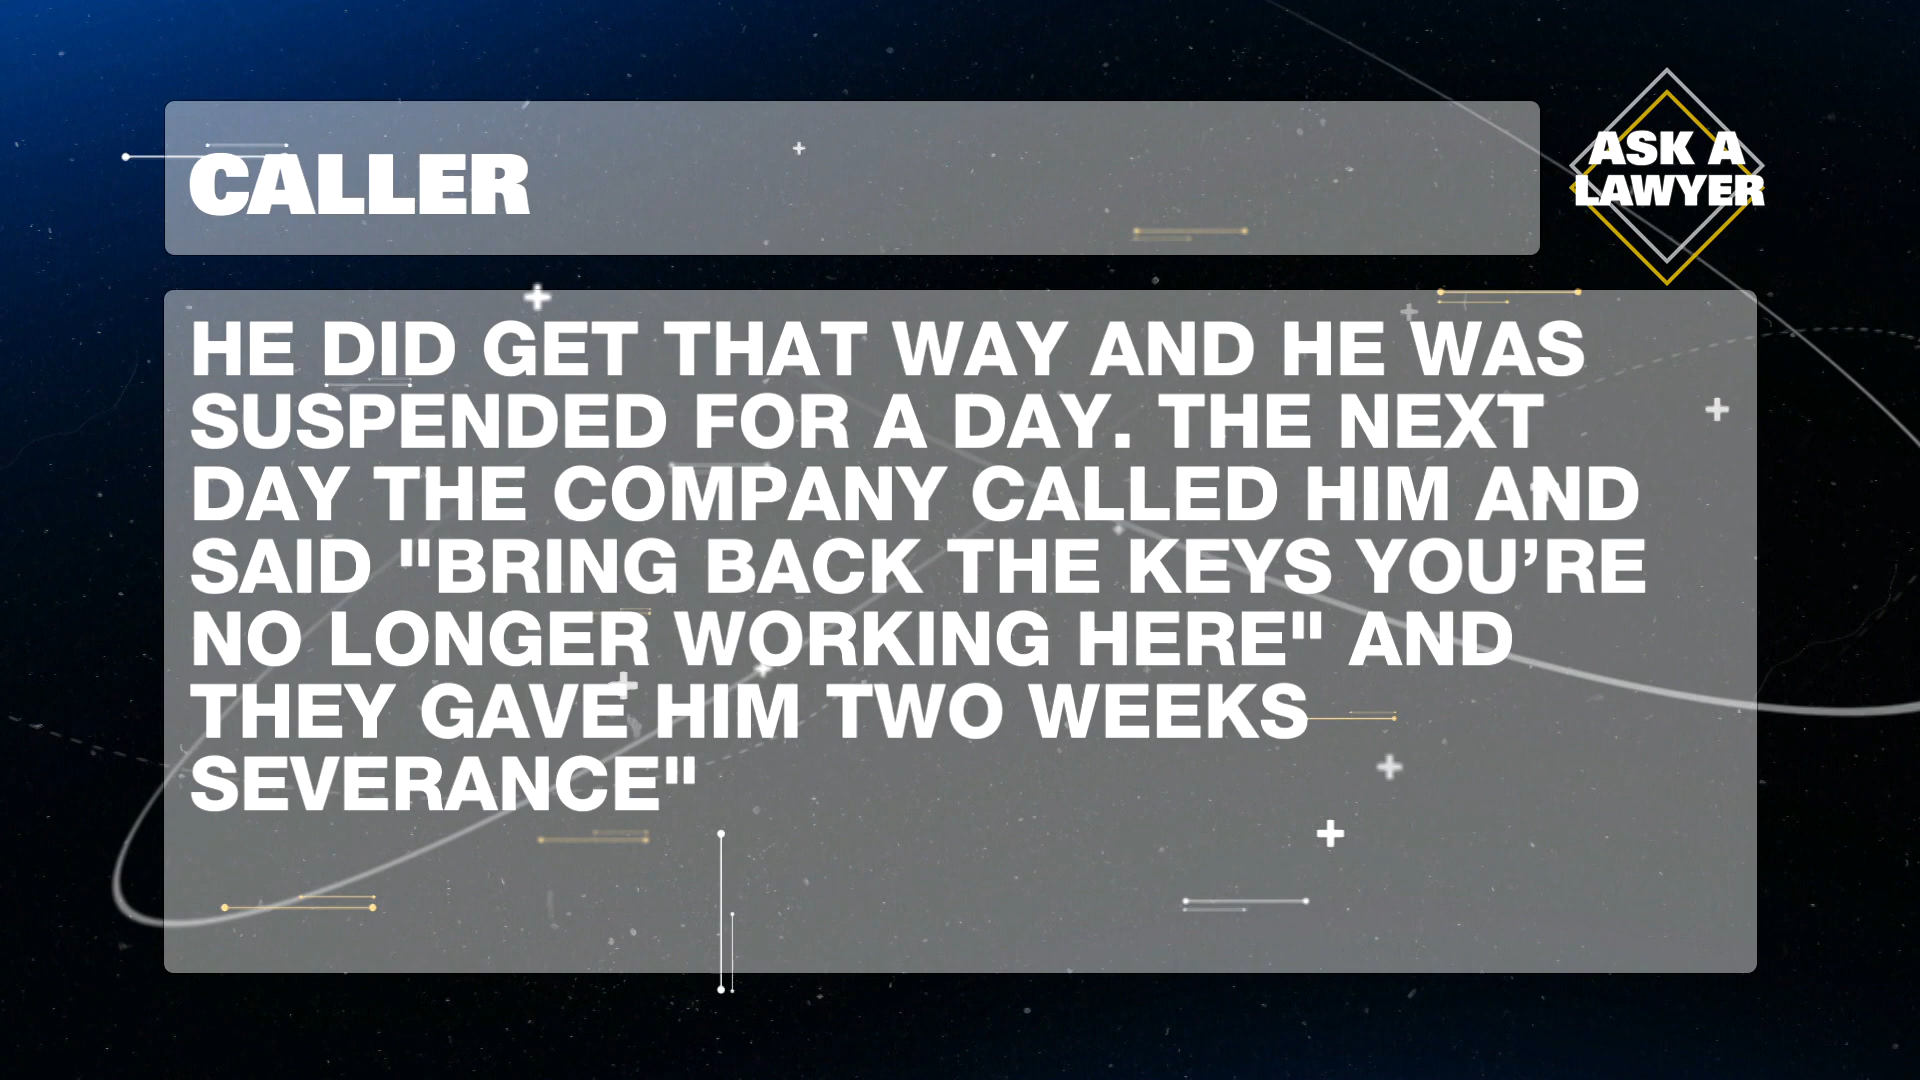 CALLER
ASK A
LAWYER
HE DID GET THAT WAY AND HE WAS
SUSPENDED FOR A DAY. THE NEXT
DAY THE COMPANY CALLED HIM AND
SAID "BRING BACK THE KEYS YOU’RE
NO LONGER WORKING HERE" AND
THEY GAVE HIM TWO WEEKS
SEVERANCE"